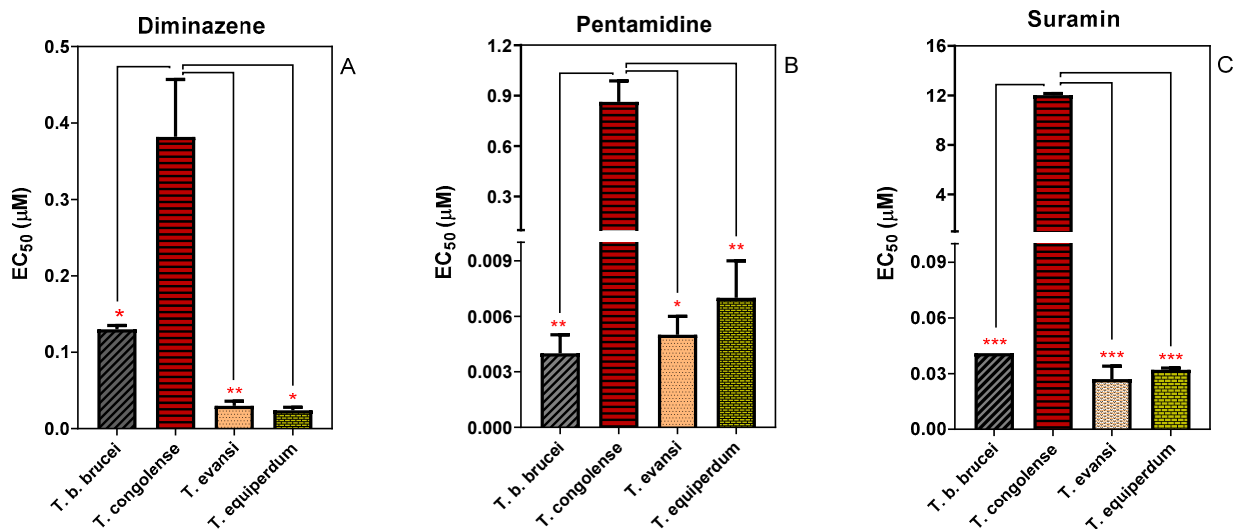 Diminazene
A
EC50 (μM)
0.5
0.4
0.3
0.2
0.1
0.0
*
**
*
T. b. brucei
T. congolense
T. evansi
T. equiperdum
Pentamidine
B
EC50 (μM)
1.2
0.9
0.6
0.3
0.009
0.006
0.003
0.000
**
*
**
T. b. brucei
T. congolense
T. evansi
T. equiperdum
Suramin
C
EC50 (μM)
16
12
8
4
0.09
0.06
0.03
0.00
***
***
***
T. b. brucei
T. congolense
T. evansi
T. equiperdum